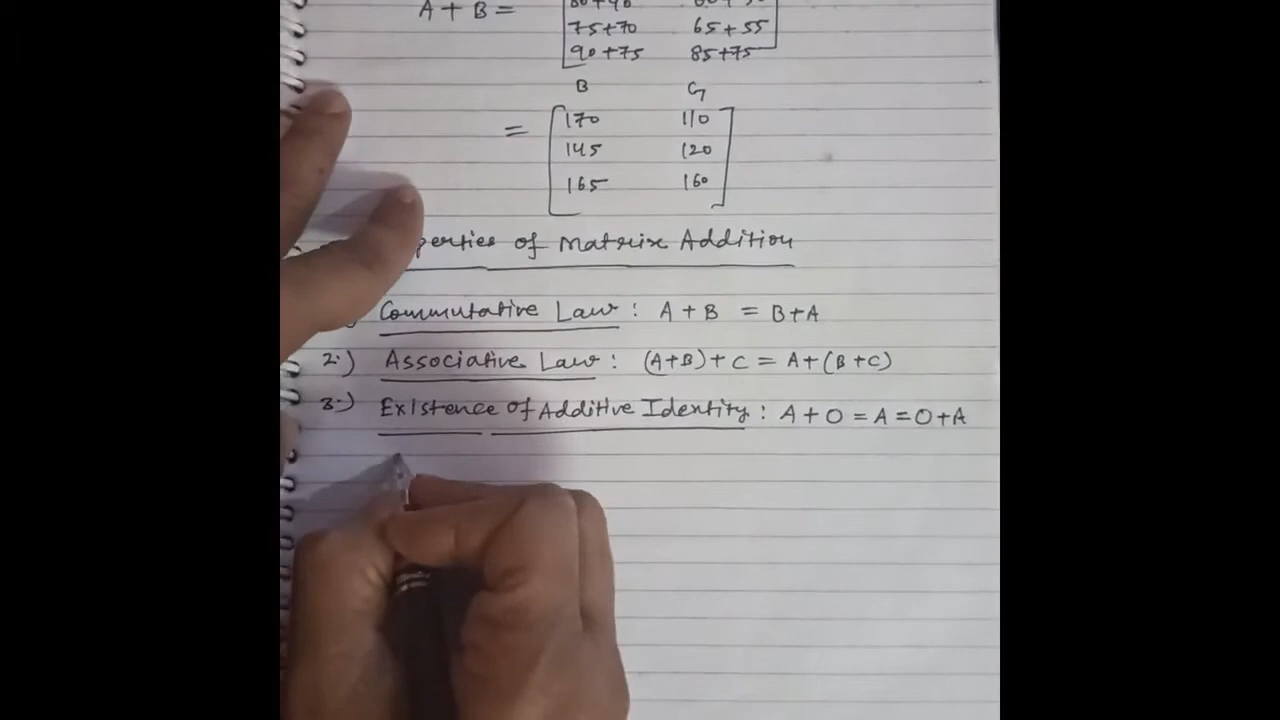 A + B =
75+70 65+55
90+75 85+75
B G
= 170 110
145 120
165 160
of Matrix Addition
Commutative Law : A + B = B + A
2.) Associative Law : (A+B) + C = A + (B + C)
3.) Existence of Additive Identity : A + O = A = O + A